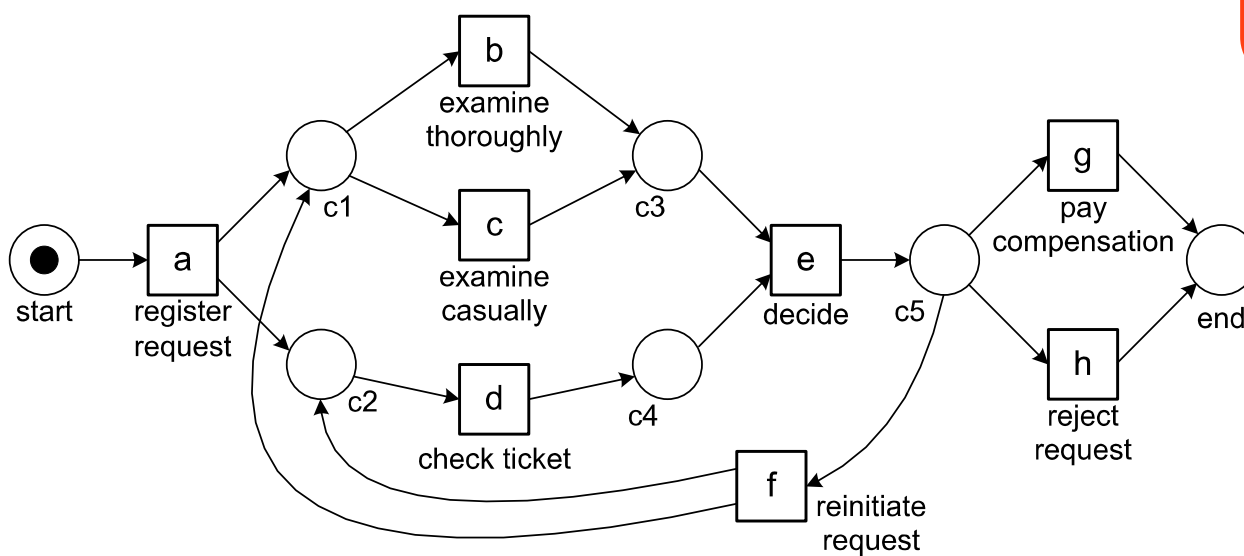 b
examine
thoroughly
c1
c
examine
casually
c3
start
a
register
request
c2
d
check ticket
c4
e
decide
c5
g
pay
compensation
h
reject
request
end
f
reinitiate
request